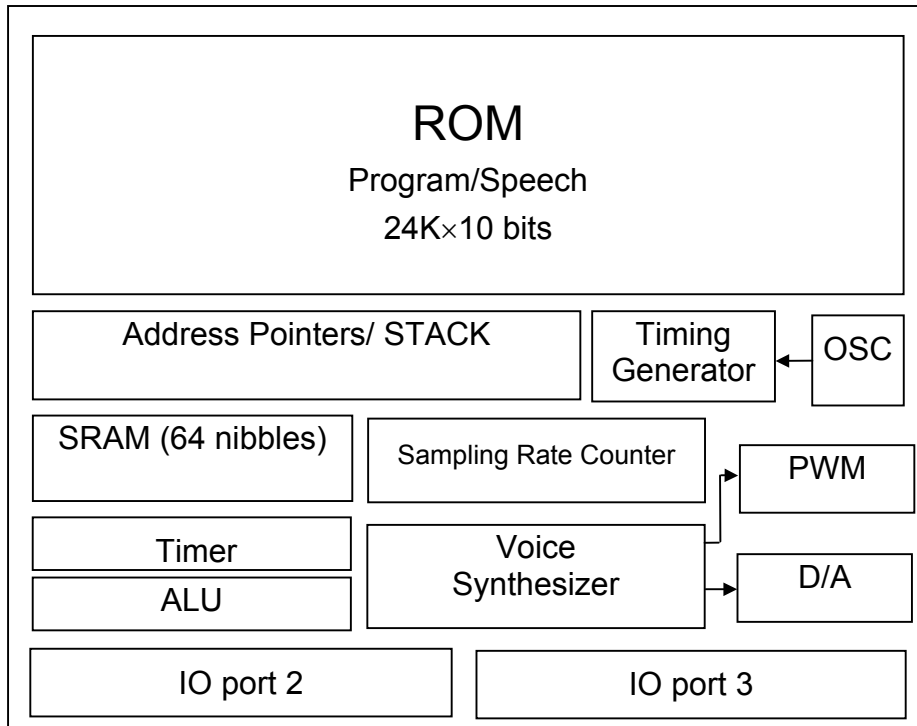 ROM
Program/Speech
24K×10 bits
Address Pointers/ STACK
Timing
Generator
OSC
SRAM (64 nibbles)
Sampling Rate Counter
PWM
Timer
Voice
Synthesizer
D/A
ALU
IO port 2
IO port 3